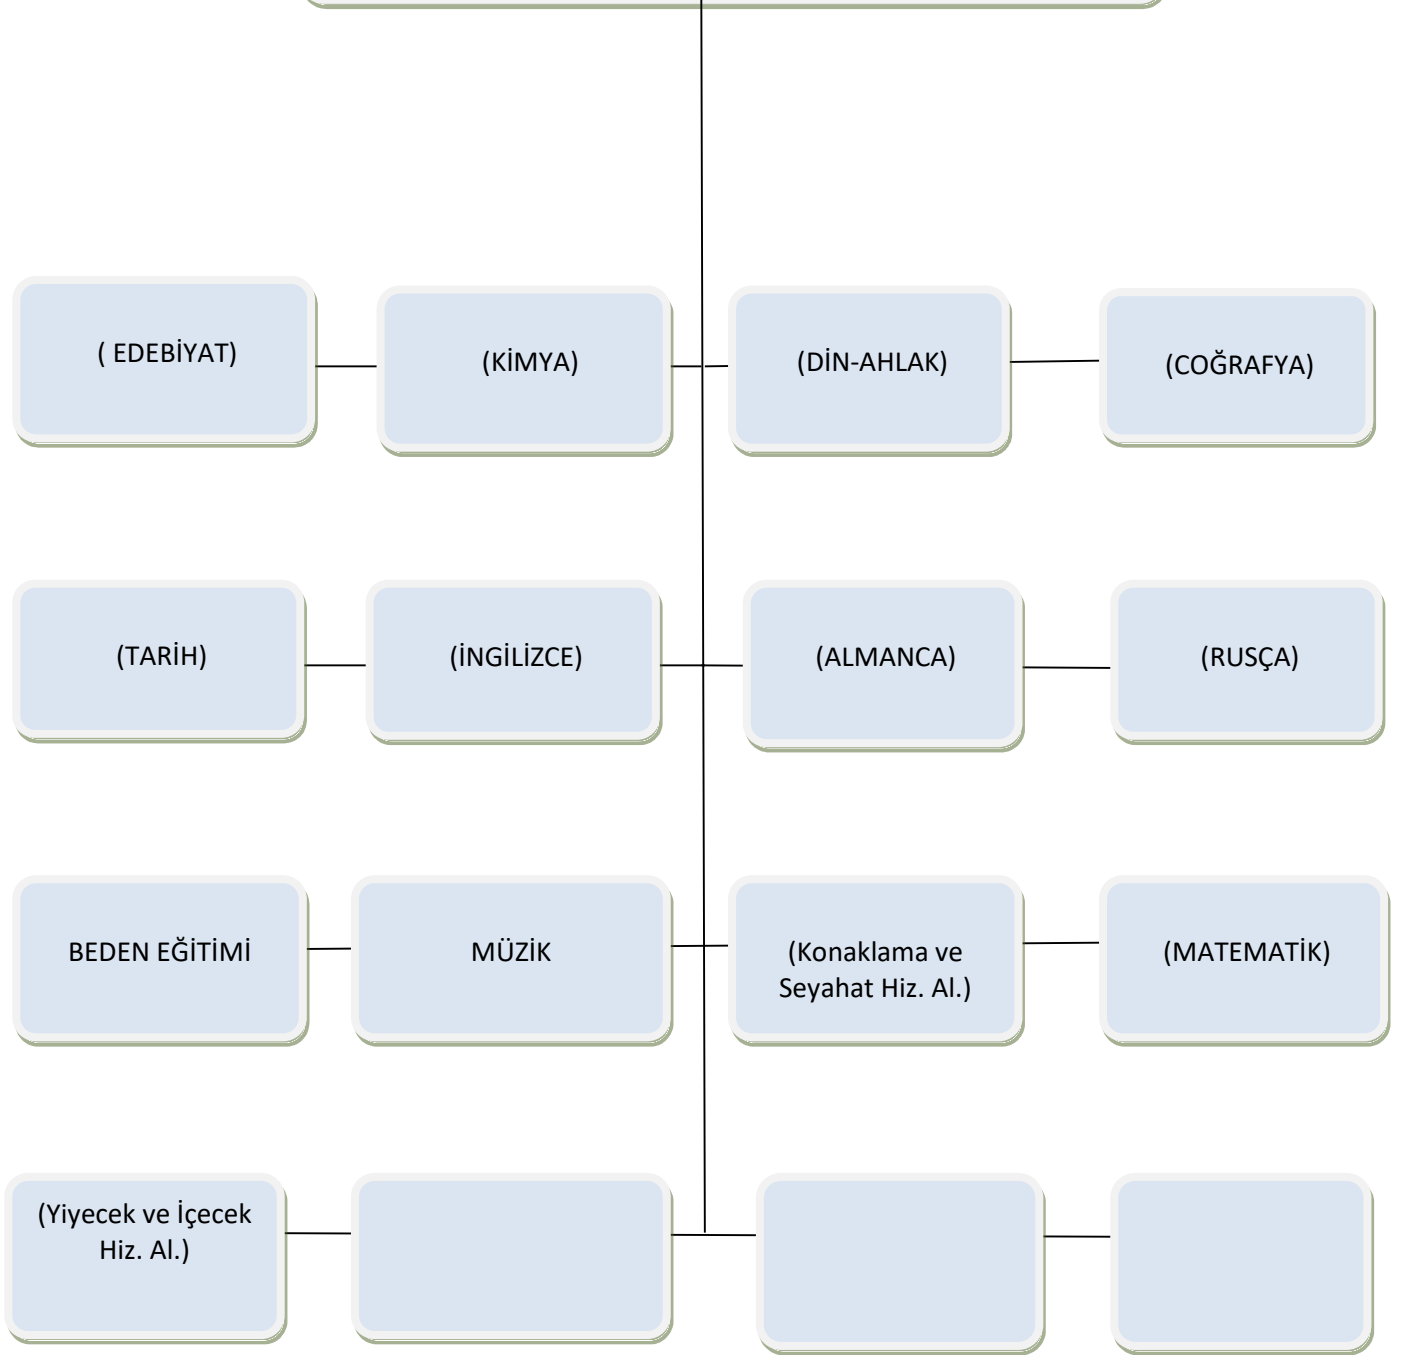 ( EDEBİYAT)
(KİMYA)
(DİN-AHLAK)
(COĞRAFYA)
(TARİH)
(İNGİLİZCE)
(ALMANCA)
(RUSÇA)
BEDEN EĞİTİMİ
MÜZİK
(Konaklama ve
Seyahat Hiz. Al.)
(MATEMATİK)
(Yiyecek ve İçecek
Hiz. Al.)